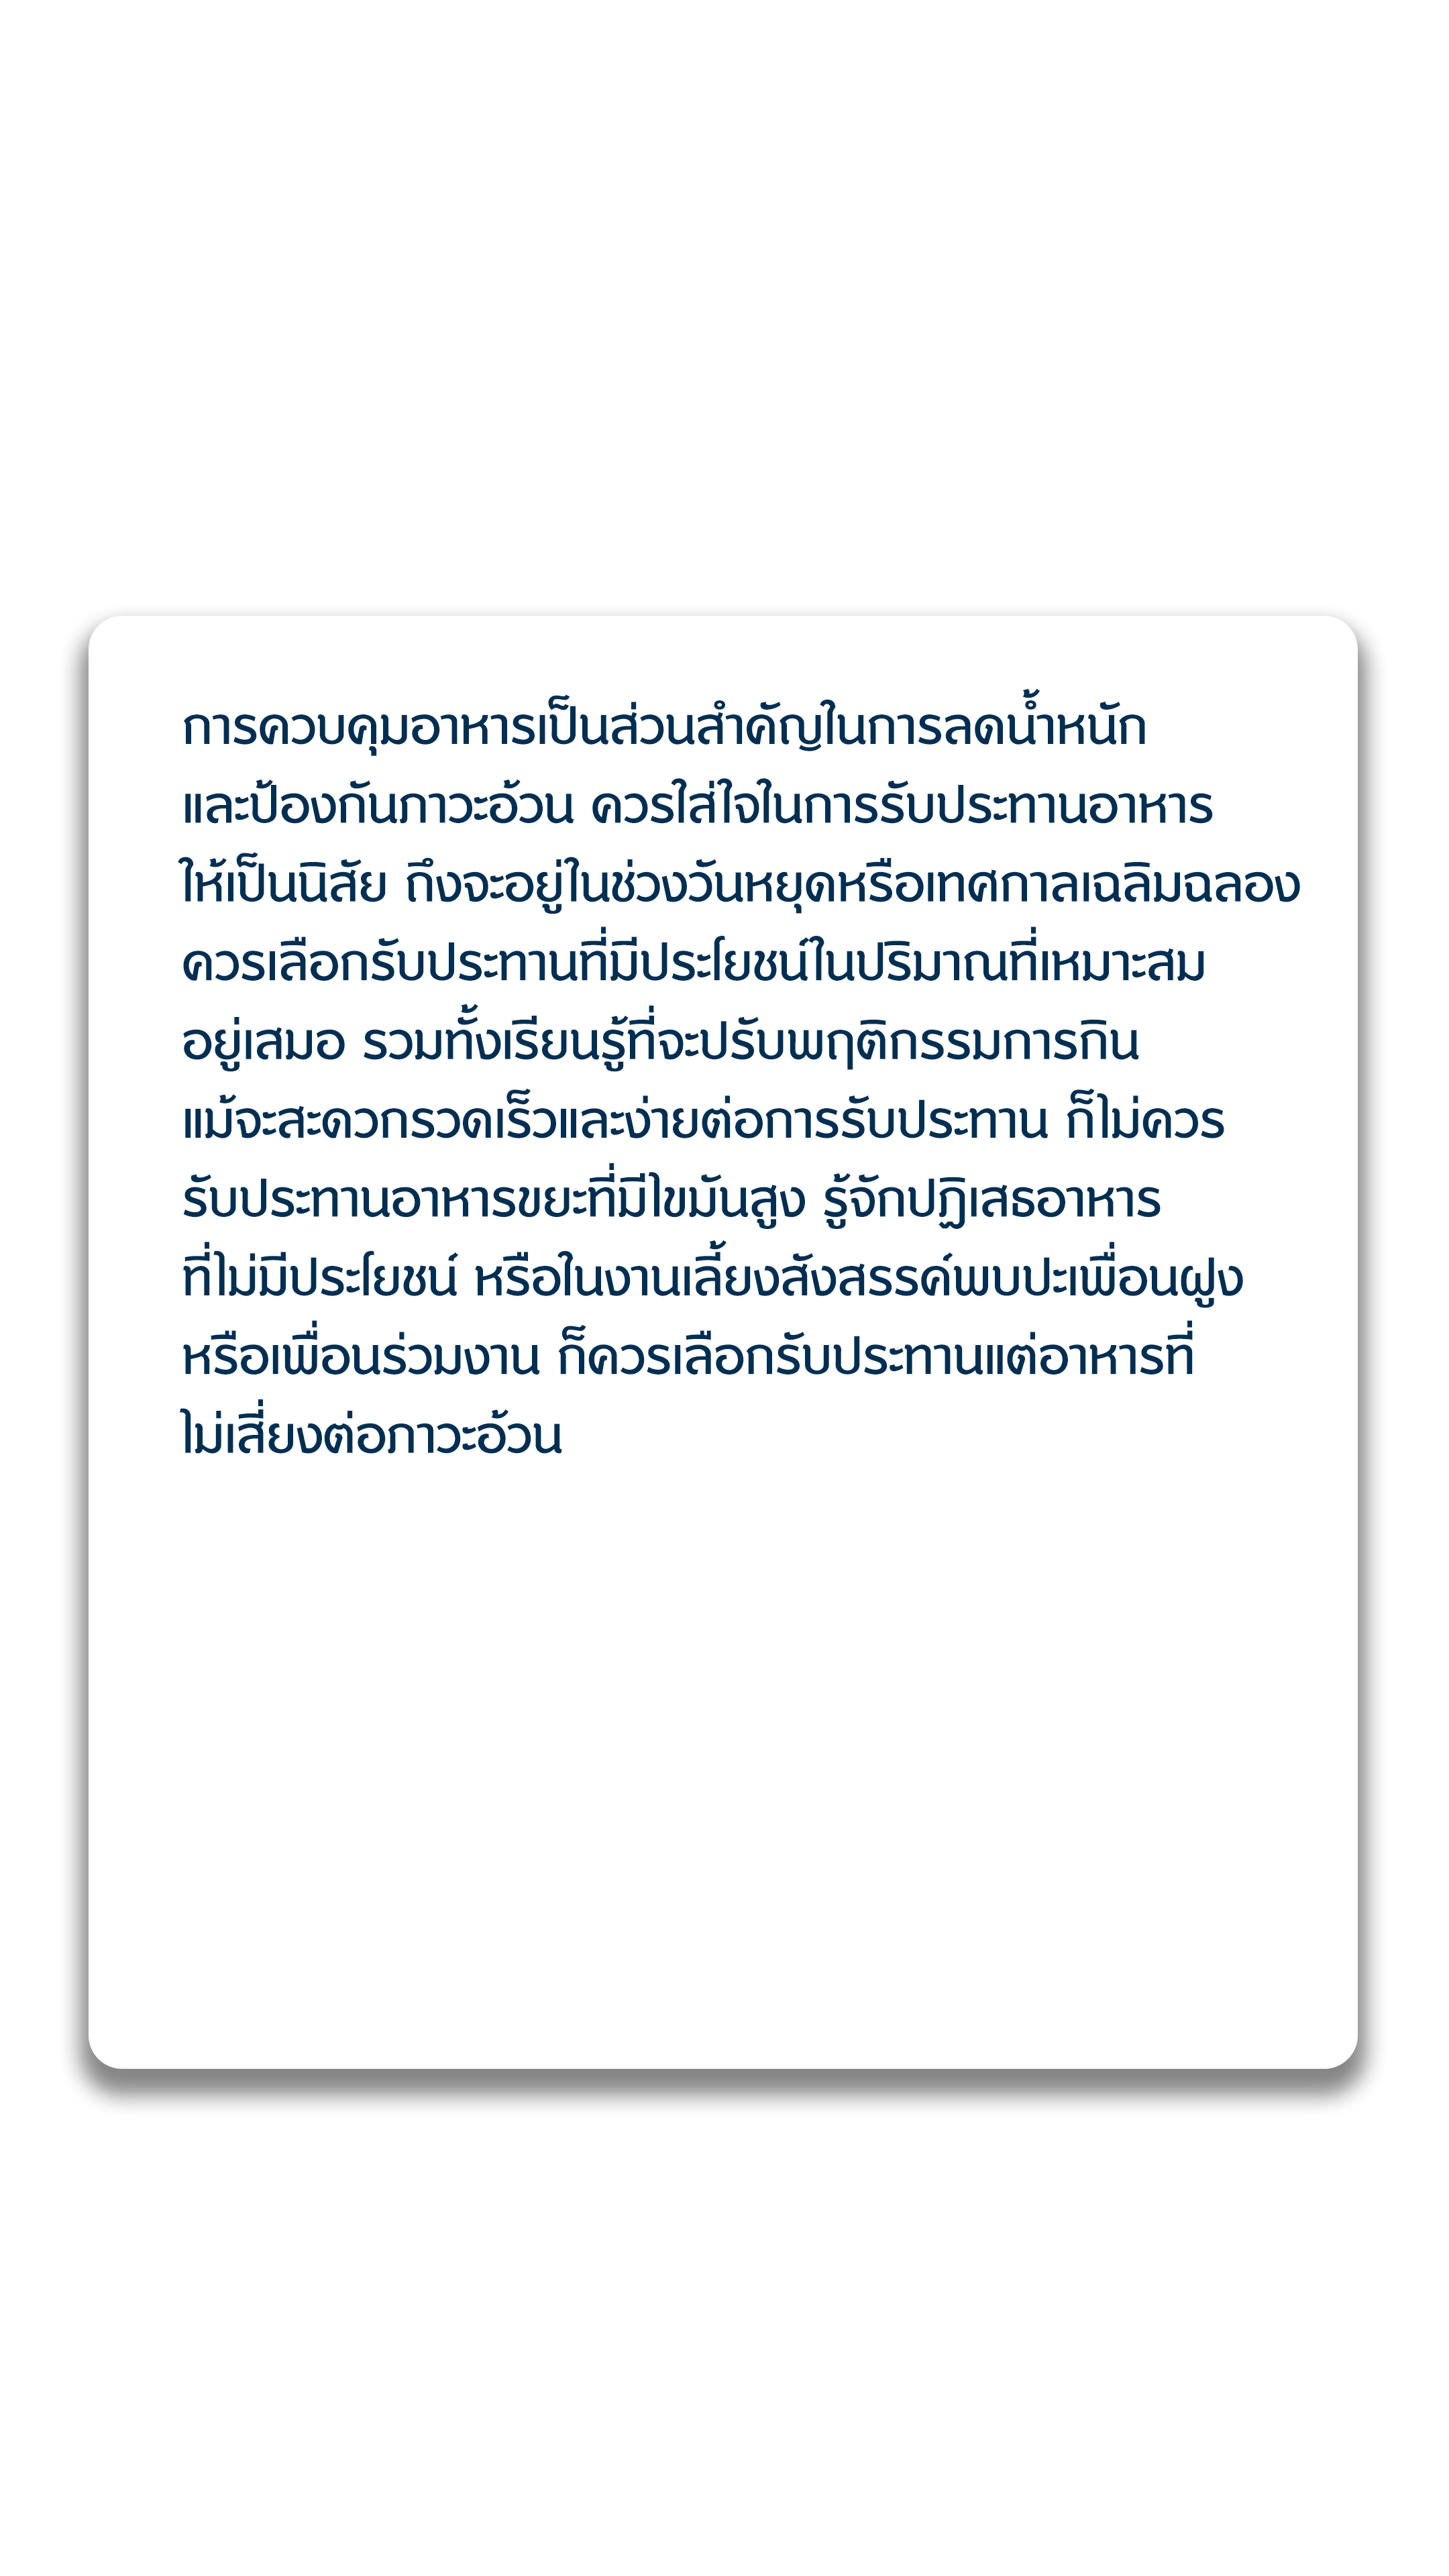 การควบคุมอาหารเป็นส่วนสำคัญในการลดน้ำหนัก
และป้องกันภาวะอ้วน ควรใส่ใจในการรับประทานอาหาร
ให้เป็นนิสัย ถึงจะอยู่ในช่วงวันหยุดหรือเทศกาลเฉลิมฉลอง
ควรเลือกรับประทานที่มีประโยชน์ในปริมาณที่เหมาะสม
อยู่เสมอ รวมทั้งเรียนรู้ที่จะปรับพฤติกรรมการกิน
แม้จะสะดวกรวดเร็วและง่ายต่อการรับประทาน ก็ไม่ควร
รับประทานอาหารขยะที่มีไขมันสูง รู้จักปฏิเสธอาหาร
ที่ไม่มีประโยชน์ หรือในงานเลี้ยงสังสรรค์พบปะเพื่อนฝูง
หรือเพื่อนร่วมงาน ก็ควรเลือกรับประทานแต่อาหารที่
ไม่เสี่ยงต่อภาวะอ้วน